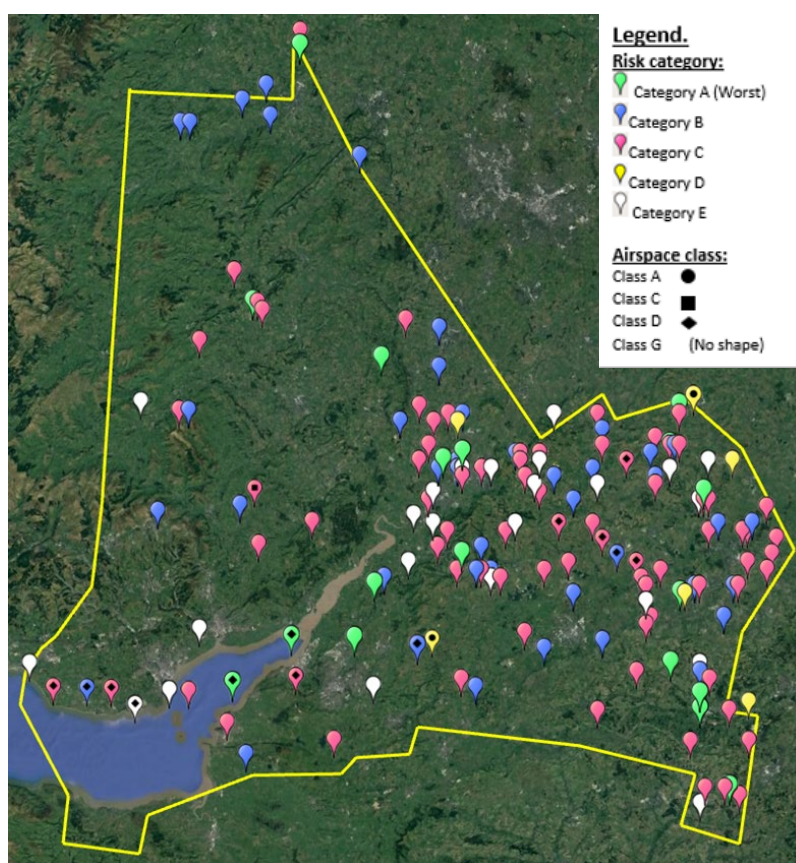 Legend.
Risk category:
Category A (Worst)
Category B
Category C
Category D
Category E
Airspace class:
Class A
Class C
Class D
Class G (No shape)